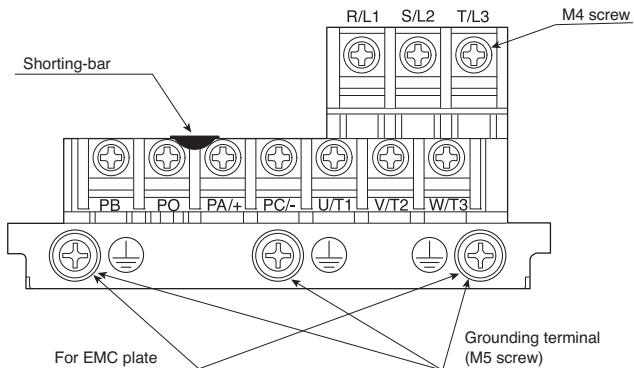 R/L1 S/L2 T/L3
M4 screw
Shorting-bar
PB PO PA/+ PC/- U/T1 V/T2 W/T3
For EMC plate
Grounding terminal
(M5 screw)